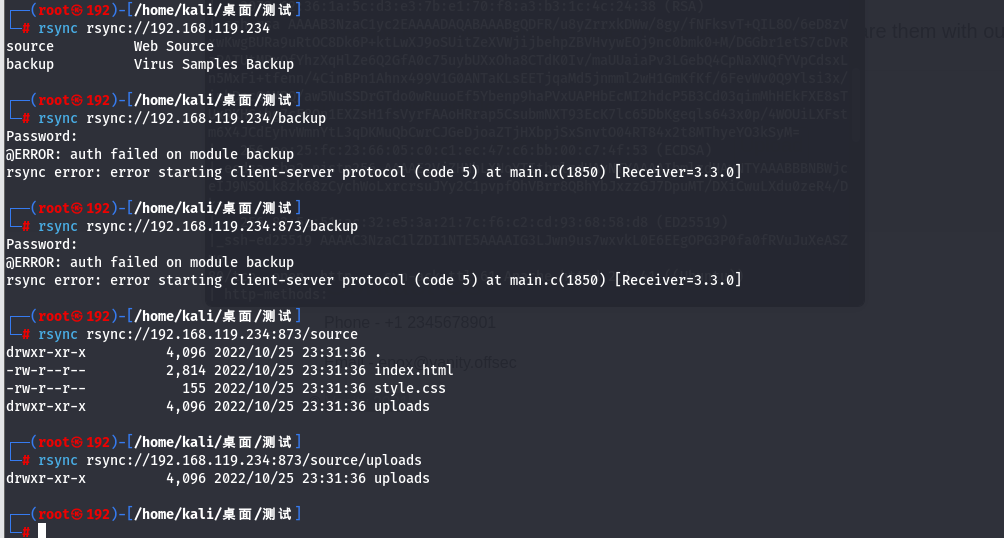 ┌──(root㉿192)-[/home/kali/桌面/测试]
└─# rsync rsync://192.168.119.234
source          Web Source
backup          Virus Samples Backup
┌──(root㉿192)-[/home/kali/桌面/测试]
└─# rsync rsync://192.168.119.234/backup
Password:
@ERROR: auth failed on module backup
rsync error: error starting client-server protocol (code 5) at main.c(1850) [Receiver=3.3.0]
┌──(root㉿192)-[/home/kali/桌面/测试]
└─# rsync rsync://192.168.119.234:873/backup
Password:
@ERROR: auth failed on module backup
rsync error: error starting client-server protocol (code 5) at main.c(1850) [Receiver=3.3.0]
┌──(root㉿192)-[/home/kali/桌面/测试]
└─# rsync rsync://192.168.119.234:873/source
Phone - +1 2345678901
drwxr-xr-x          4,096 2022/10/25 23:31:36 .
-rw-r--r--          2,814 2022/10/25 23:31:36 index.html
-rw-r--r--            155 2022/10/25 23:31:36 style.css
drwxr-xr-x          4,096 2022/10/25 23:31:36 uploads
┌──(root㉿192)-[/home/kali/桌面/测试]
└─# rsync rsync://192.168.119.234:873/source/uploads
drwxr-xr-x          4,096 2022/10/25 23:31:36 uploads
┌──(root㉿192)-[/home/kali/桌面/测试]
└─#